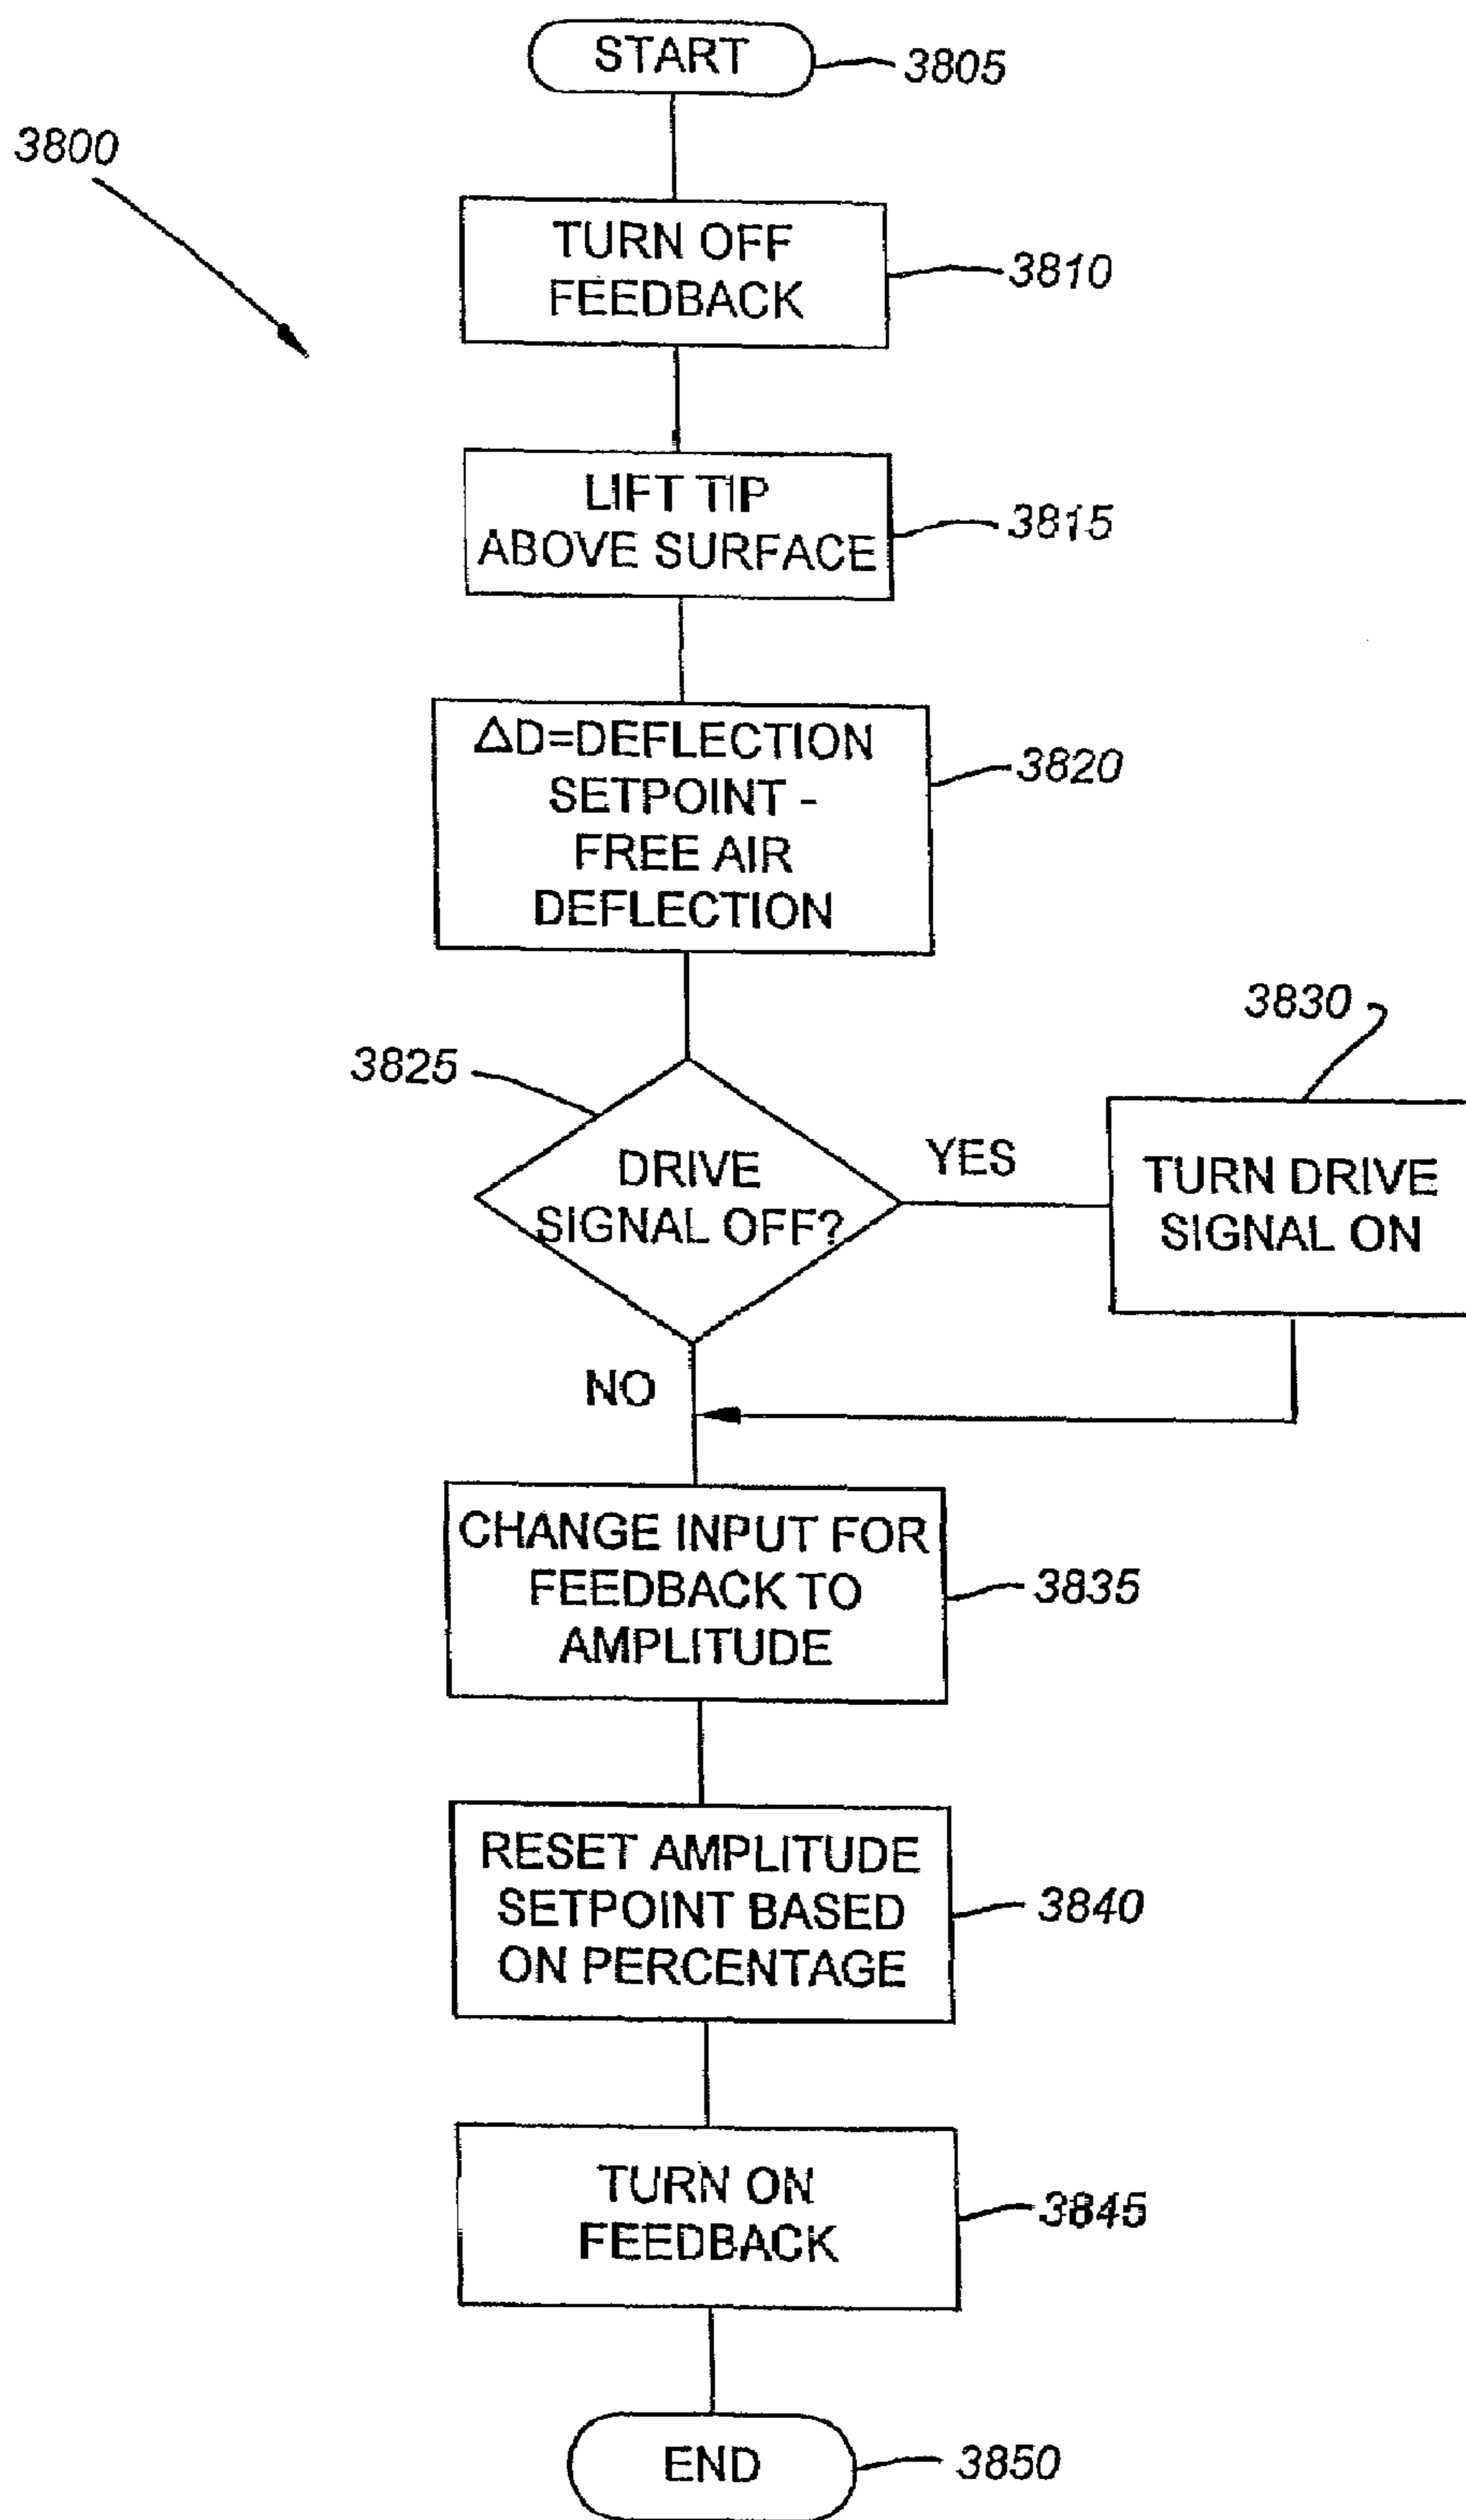 START
3805
3800
TURN OFF
FEEDBACK
3810
LIFT TIP
ABOVE SURFACE
3815
ΔD=DEFLECTION
SETPOINT -
FREE AIR
DEFLECTION
3820
3825
DRIVE
SIGNAL OFF?
YES
3830
TURN DRIVE
SIGNAL ON
NO
CHANGE INPUT FOR
FEEDBACK TO
AMPLITUDE
3835
RESET AMPLITUDE
SETPOINT BASED
ON PERCENTAGE
3840
TURN ON
FEEDBACK
3845
END
3850